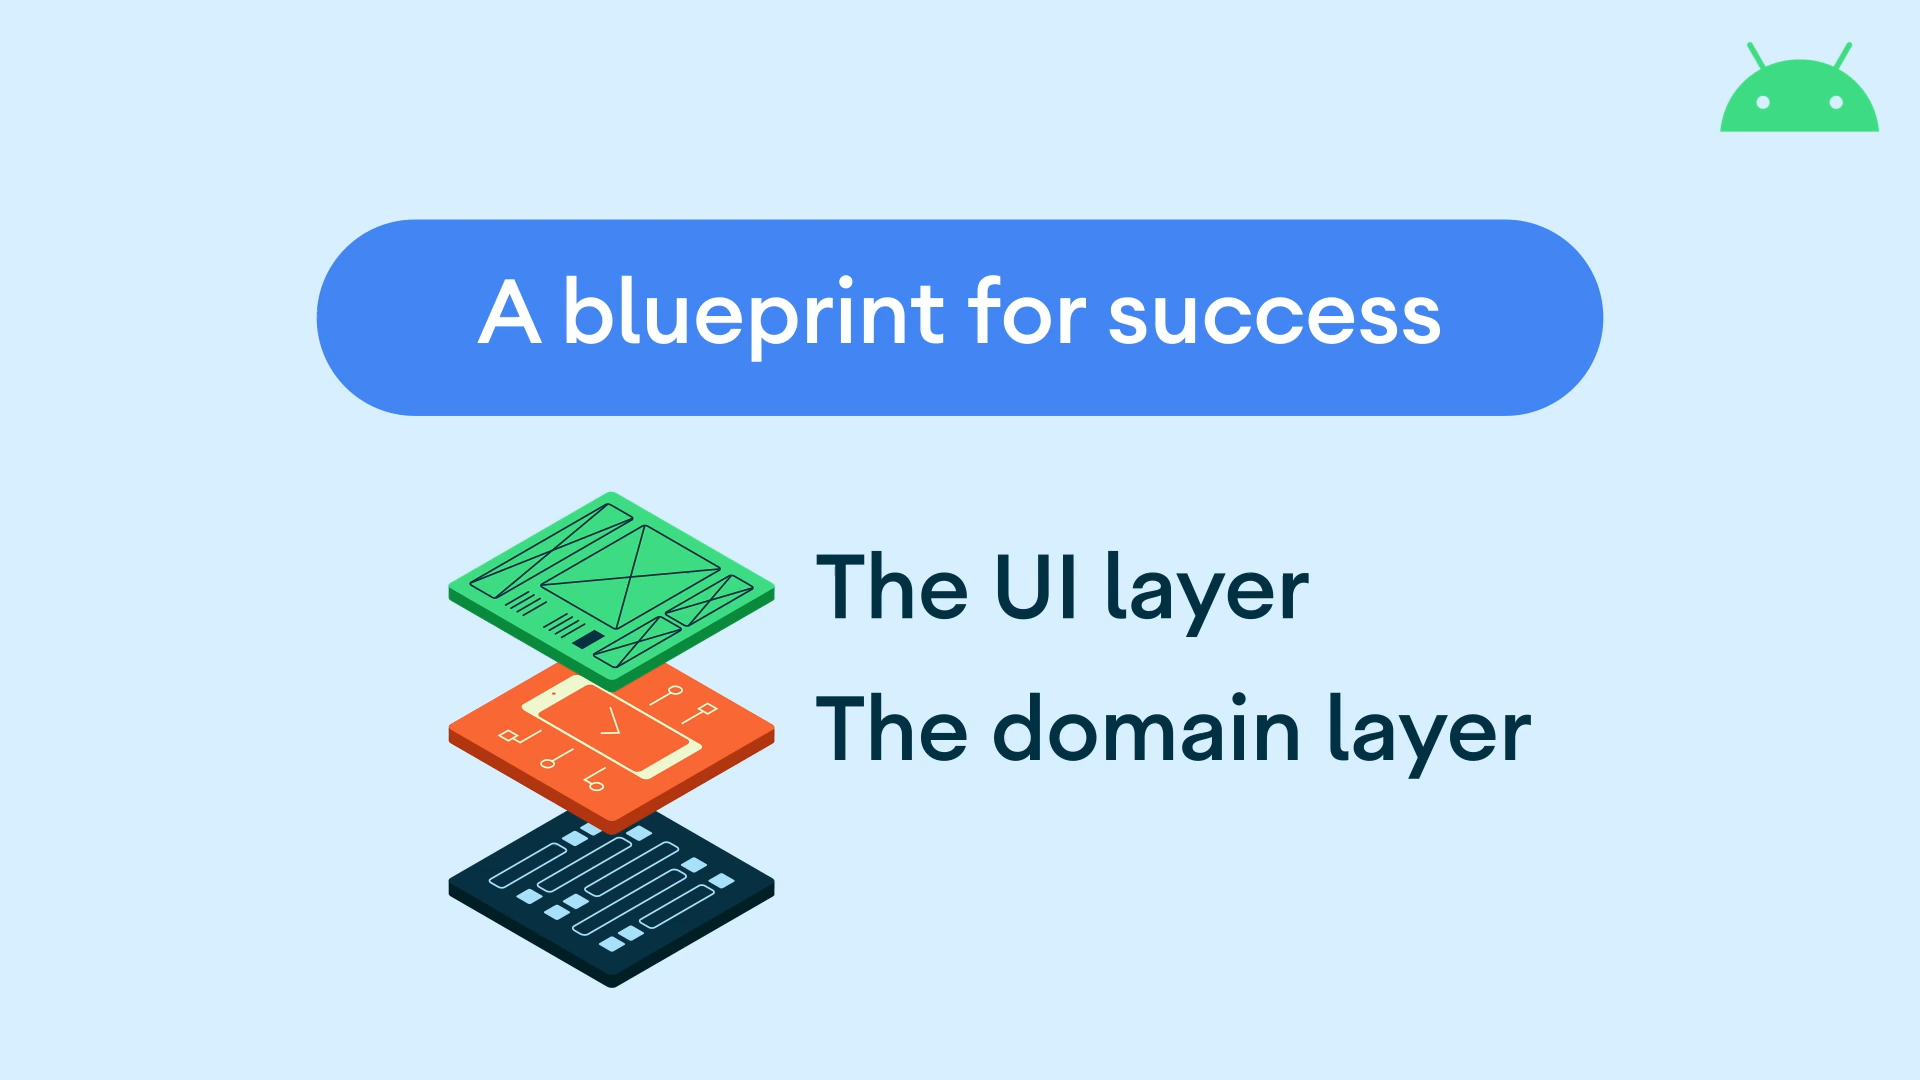 A blueprint for success
The UI layer
The domain layer